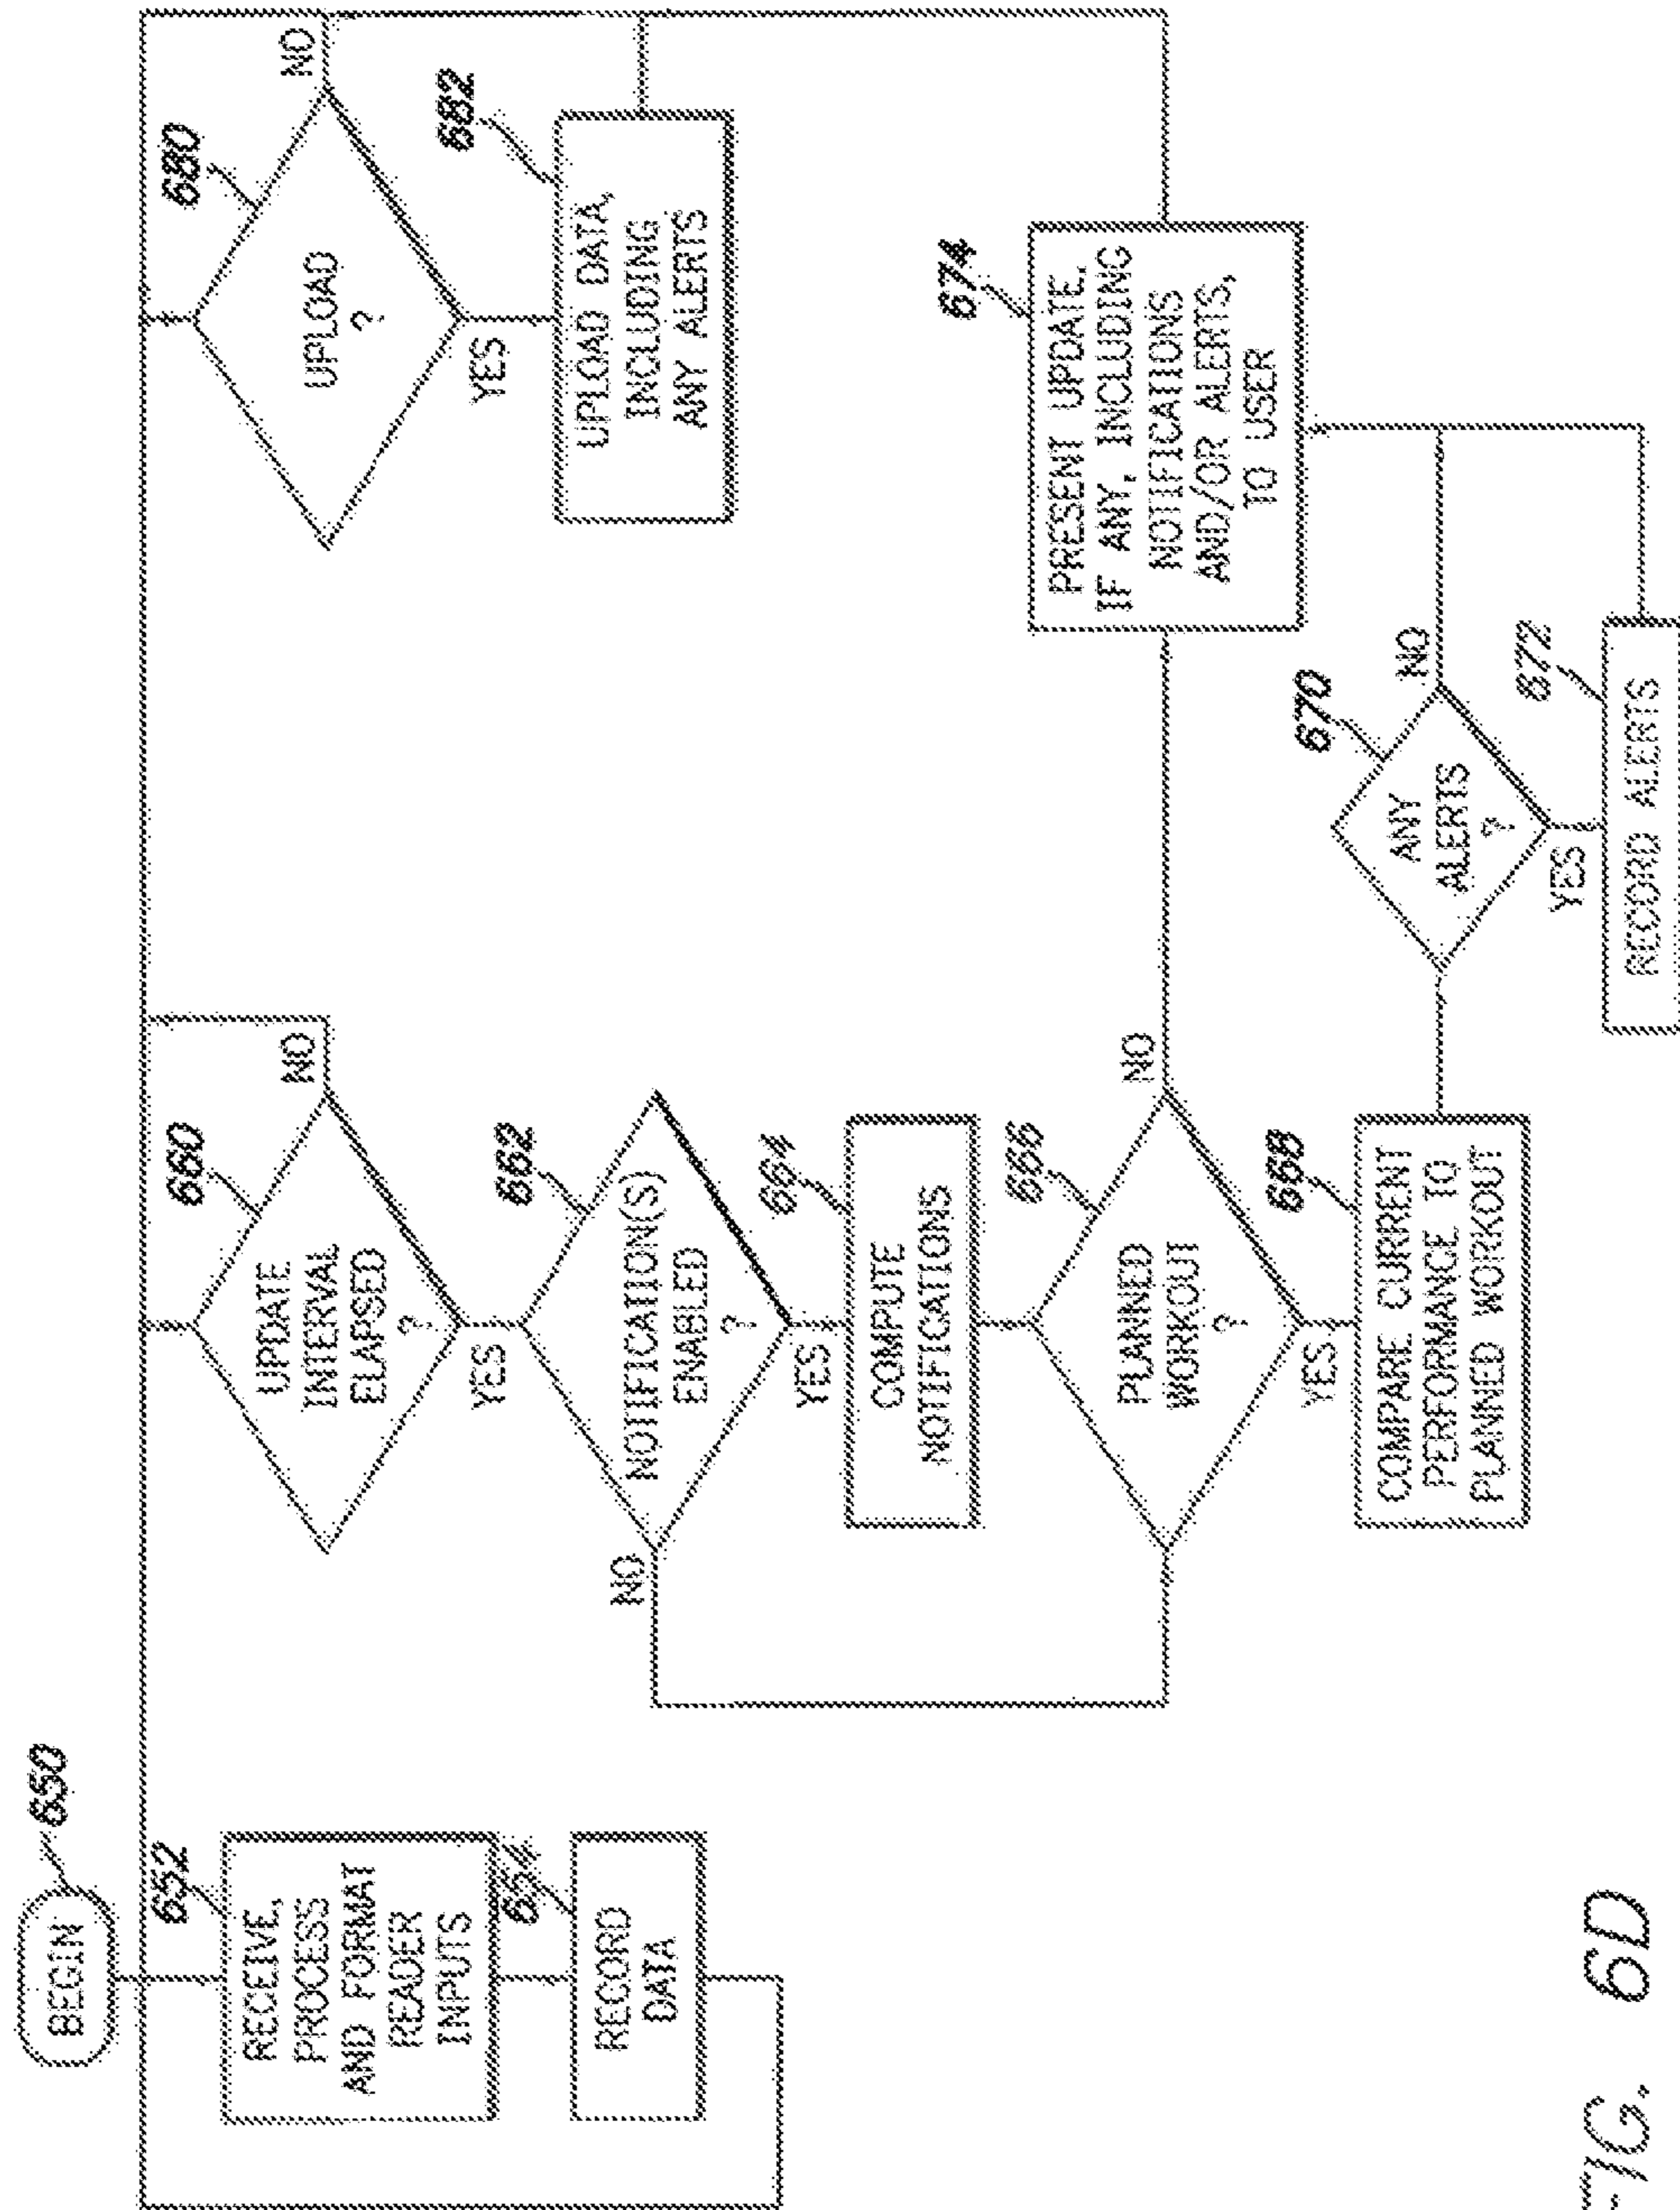 BEGIN
650
652
RECEIVE,
PROCESS
AND FORMAT
READER
INPUTS
654
RECORD
DATA
660
UPDATE
INTERVAL
ELAPSED
?
NO
YES
662
NOTIFICATION(S)
ENABLED
?
NO
YES
664
COMPUTE
NOTIFICATIONS
666
PLANNED
WORKOUT
?
NO
YES
668
COMPARE CURRENT
PERFORMANCE TO
PLANNED WORKOUT
670
ANY
ALERTS
?
NO
YES
672
RECORD ALERTS
674
PRESENT UPDATE,
IF ANY, INCLUDING
NOTIFICATIONS
AND/OR ALERTS,
TO USER
680
UPLOAD
?
NO
YES
682
UPLOAD DATA,
INCLUDING
ANY ALERTS
FIG. 6D